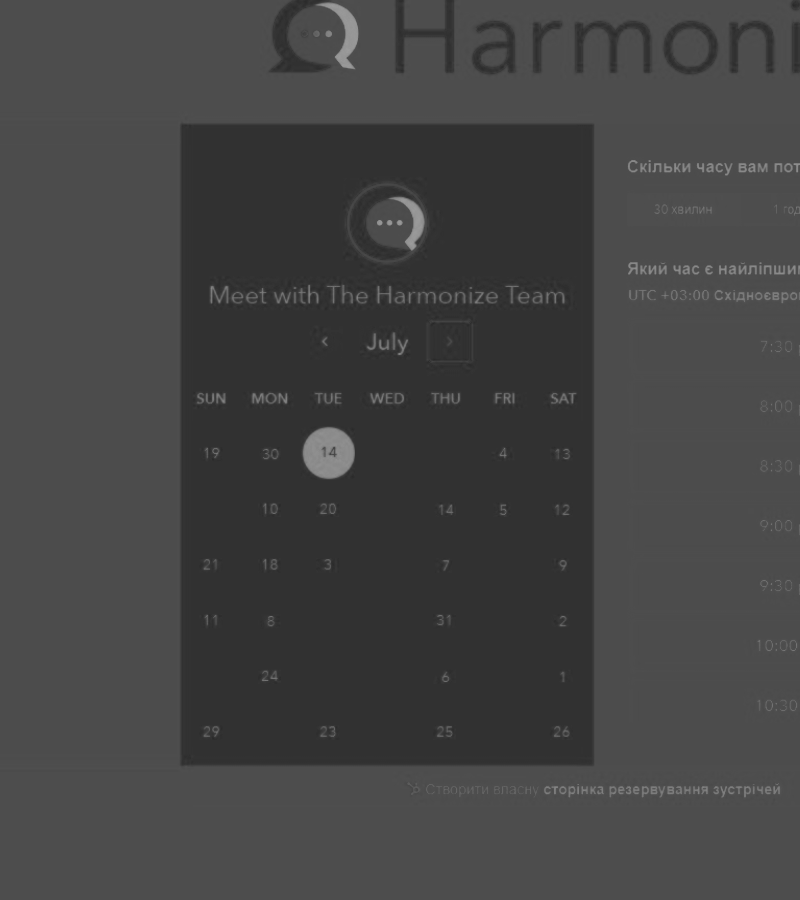 Harmoni
Meet with The Harmonize Team
July
SUN MON TUE WED THU FRI SAT
19 30 14 4 13
10 20 14 5 12
21 18 3 7 9
11 8 31 2
24 6 1
29 23 25 26
Скільки часу вам пот
30 хвилин 1 год
Який час є найліпши
UTC +03:00 Східноєвро
7:30
8:00
8:30
9:00
9:30
10:00
10:30
Створити власну сторінка резервування зустрічей